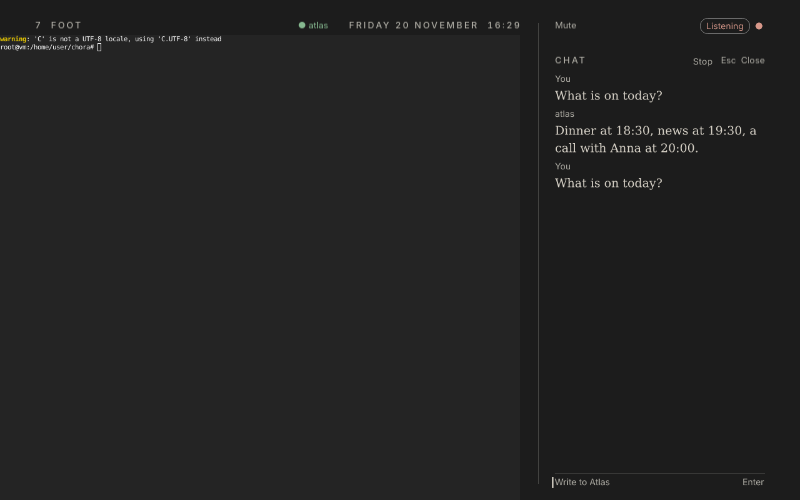 7 FOOT
atlas
FRIDAY 20 NOVEMBER 16:29
warning: 'C' is not a UTF-8 locale, using 'C.UTF-8' instead
root@vm:/home/user/chora#
Mute
Listening
CHAT
Stop Esc Close
You
What is on today?
atlas
Dinner at 18:30, news at 19:30, a
call with Anna at 20:00.
You
What is on today?
Write to Atlas
Enter